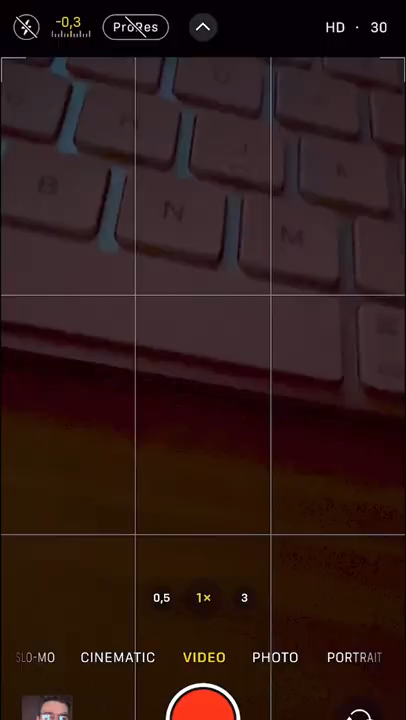 -0,3 ProRes HD · 30
U
H J K
B N M
0,5 1× 3
SLO-MO CINEMATIC VIDEO PHOTO PORTRAIT